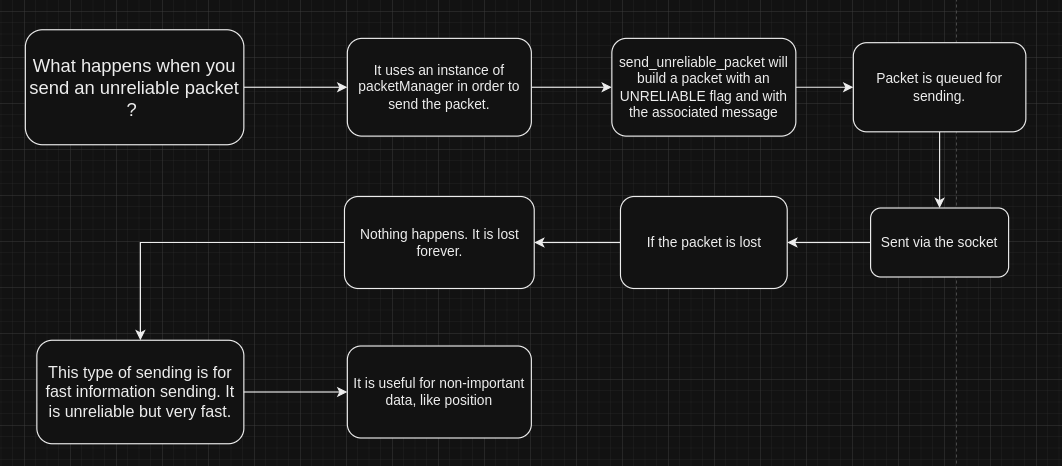 What happens when you
send an unreliable packet
?
It uses an instance of
packetManager in order to
send the packet.
send_unreliable_packet will
build a packet with an
UNRELIABLE flag and with
the associated message
Packet is queued for
sending.
Sent via the socket
If the packet is lost
Nothing happens. It is lost
forever.
This type of sending is for
fast information sending. It
is unreliable but very fast.
It is useful for non-important
data, like position